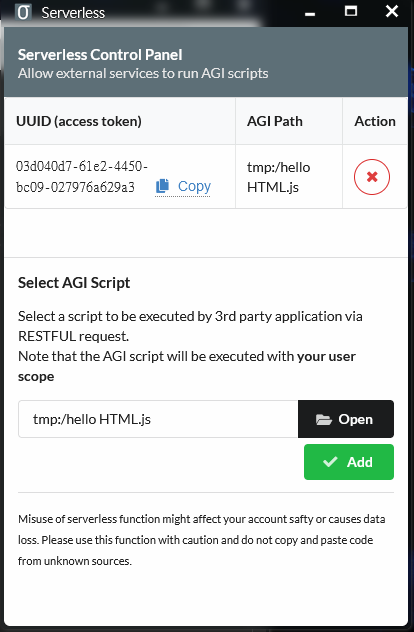 Serverless
Serverless Control Panel
Allow external services to run AGI scripts
UUID (access token) AGI Path Action
03d040d7-61e2-4450-
bc09-027976a629a3 Copy
tmp:/hello
HTML.js
Select AGI Script
Select a script to be executed by 3rd party application via
RESTFUL request.
Note that the AGI script will be executed with your user
scope
tmp:/hello HTML.js Open
Add
Misuse of serverless function might affect your account safty or causes data
loss. Please use this function with caution and do not copy and paste code
from unknown sources.